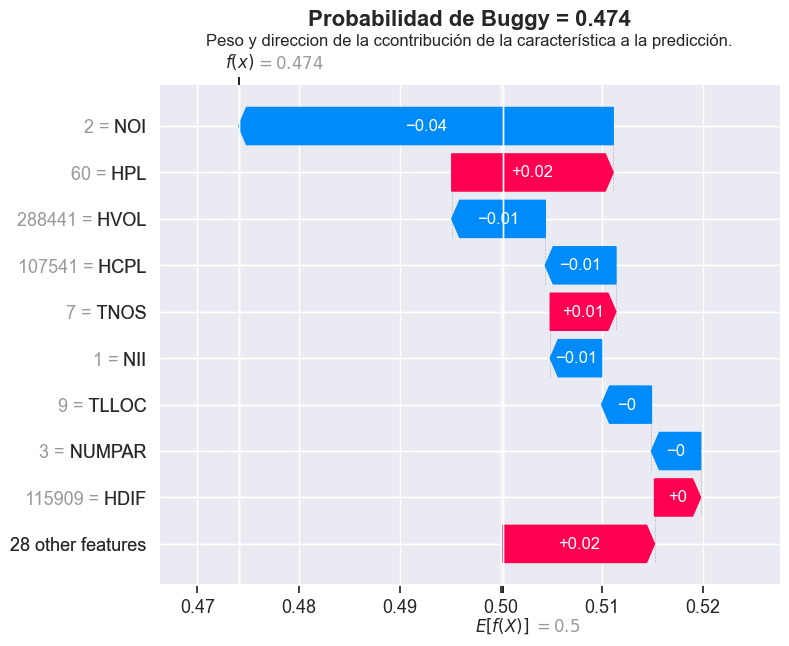 Probabilidad de Buggy = 0.474
Peso y direccion de la ccontribución de la característica a la predicción.
f(x) = 0.474
2 = NOI
−0.04
60 = HPL
+0.02
288441 = HVOL
−0.01
107541 = HCPL
−0.01
7 = TNOS
+0.01
1 = NII
−0.01
9 = TLLOC
−0
3 = NUMPAR
−0
115909 = HDIF
+0
28 other features
+0.02
0.47 0.48 0.49 0.50 0.51 0.52
E[f(X)] = 0.5